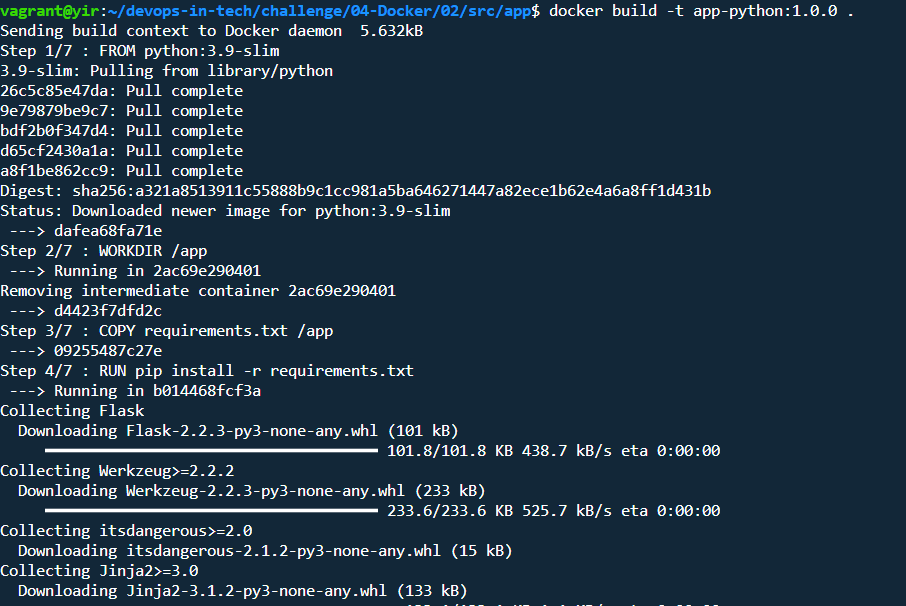 vagrant@yir:~/devops-in-tech/challenge/04-Docker/02/src/app$ docker build -t app-python:1.0.0 .
Sending build context to Docker daemon  5.632kB
Step 1/7 : FROM python:3.9-slim
3.9-slim: Pulling from library/python
26c5c85e47da: Pull complete
9e79879be9c7: Pull complete
bdf2b0f347d4: Pull complete
d65cf2430a1a: Pull complete
a8f1be862cc9: Pull complete
Digest: sha256:a321a8513911c55888b9c1cc981a5ba646271447a82ece1b62e4a6a8ff1d431b
Status: Downloaded newer image for python:3.9-slim
 ---> dafea68fa71e
Step 2/7 : WORKDIR /app
 ---> Running in 2ac69e290401
Removing intermediate container 2ac69e290401
 ---> d4423f7dfd2c
Step 3/7 : COPY requirements.txt /app
 ---> 09255487c27e
Step 4/7 : RUN pip install -r requirements.txt
 ---> Running in b014468fcf3a
Collecting Flask
  Downloading Flask-2.2.3-py3-none-any.whl (101 kB)
101.8/101.8 KB 438.7 kB/s eta 0:00:00
Collecting Werkzeug>=2.2.2
  Downloading Werkzeug-2.2.3-py3-none-any.whl (233 kB)
233.6/233.6 KB 525.7 kB/s eta 0:00:00
Collecting itsdangerous>=2.0
  Downloading itsdangerous-2.1.2-py3-none-any.whl (15 kB)
Collecting Jinja2>=3.0
  Downloading Jinja2-3.1.2-py3-none-any.whl (133 kB)